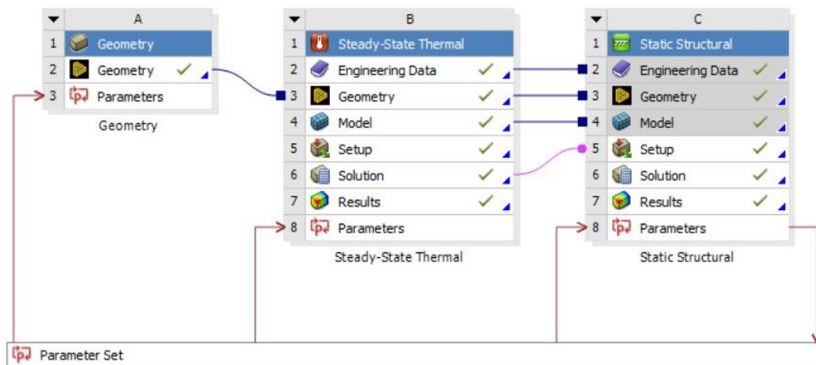 A
1 Geometry
2 Geometry
3 Parameters
Geometry
B
1 Steady-State Thermal
2 Engineering Data
3 Geometry
4 Model
5 Setup
6 Solution
7 Results
8 Parameters
Steady-State Thermal
C
1 Static Structural
2 Engineering Data
3 Geometry
4 Model
5 Setup
6 Solution
7 Results
8 Parameters
Static Structural
Parameter Set